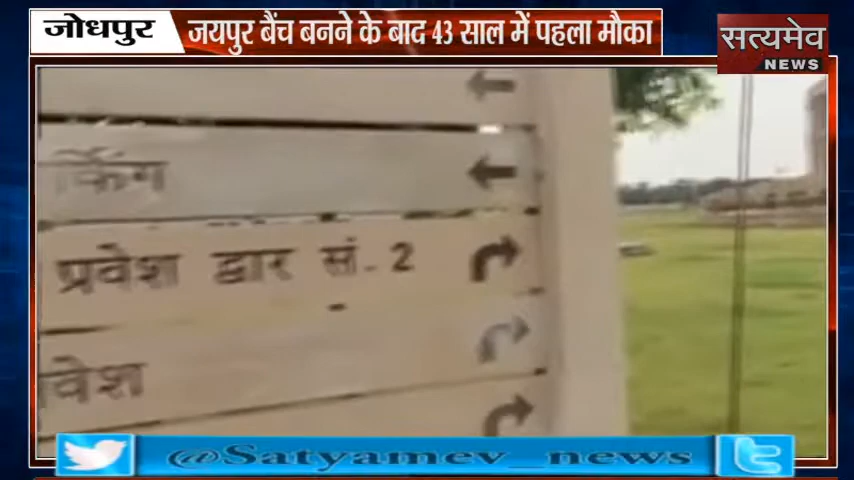 जोधपुर
जयपुर बैंच बनने के बाद 43 साल में पहला मौका
सत्यमेव
NEWS
र्किंग
प्रवेश द्वार सं. - 2
वेश
@Satyamev_news